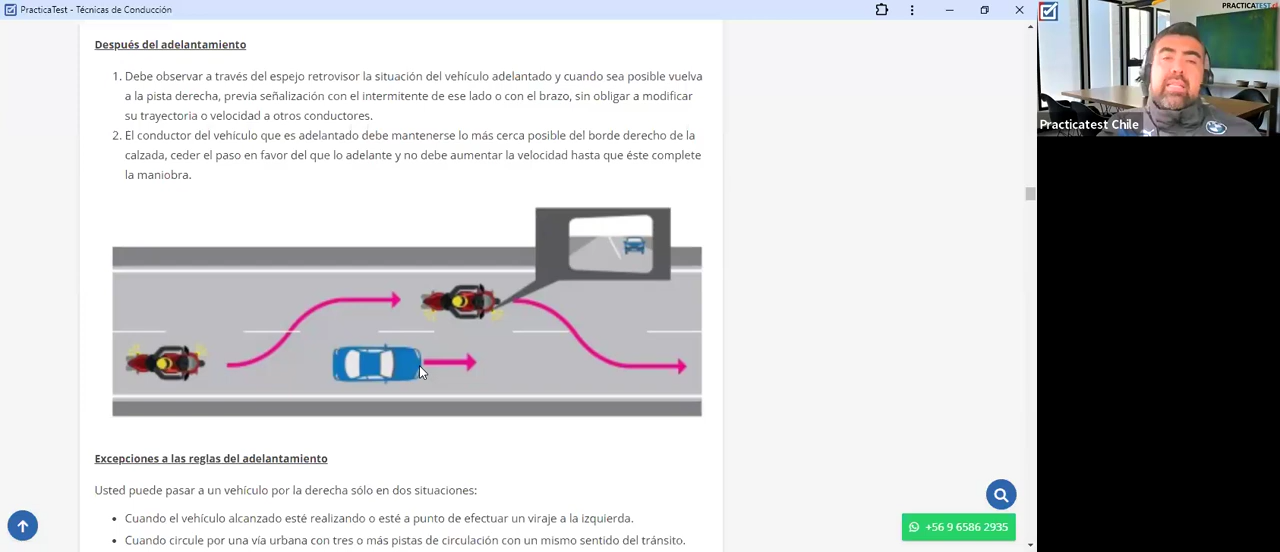 PracticaTest - Técnicas de Conducción
PRACTICATEST.cl
Después del adelantamiento
1. Debe observar a través del espejo retrovisor la situación del vehículo adelantado y cuando sea posible vuelva
a la pista derecha, previa señalización con el intermitente de ese lado o con el brazo, sin obligar a modificar
su trayectoria o velocidad a otros conductores.
2. El conductor del vehículo que es adelantado debe mantenerse lo más cerca posible del borde derecho de la
calzada, ceder el paso en favor del que lo adelante y no debe aumentar la velocidad hasta que éste complete
la maniobra.
Practicatest Chile
Excepciones a las reglas del adelantamiento
Usted puede pasar a un vehículo por la derecha sólo en dos situaciones:
• Cuando el vehículo alcanzado esté realizando o esté a punto de efectuar un viraje a la izquierda.
• Cuando circule por una vía urbana con tres o más pistas de circulación con un mismo sentido del tránsito.
+56 9 6586 2935